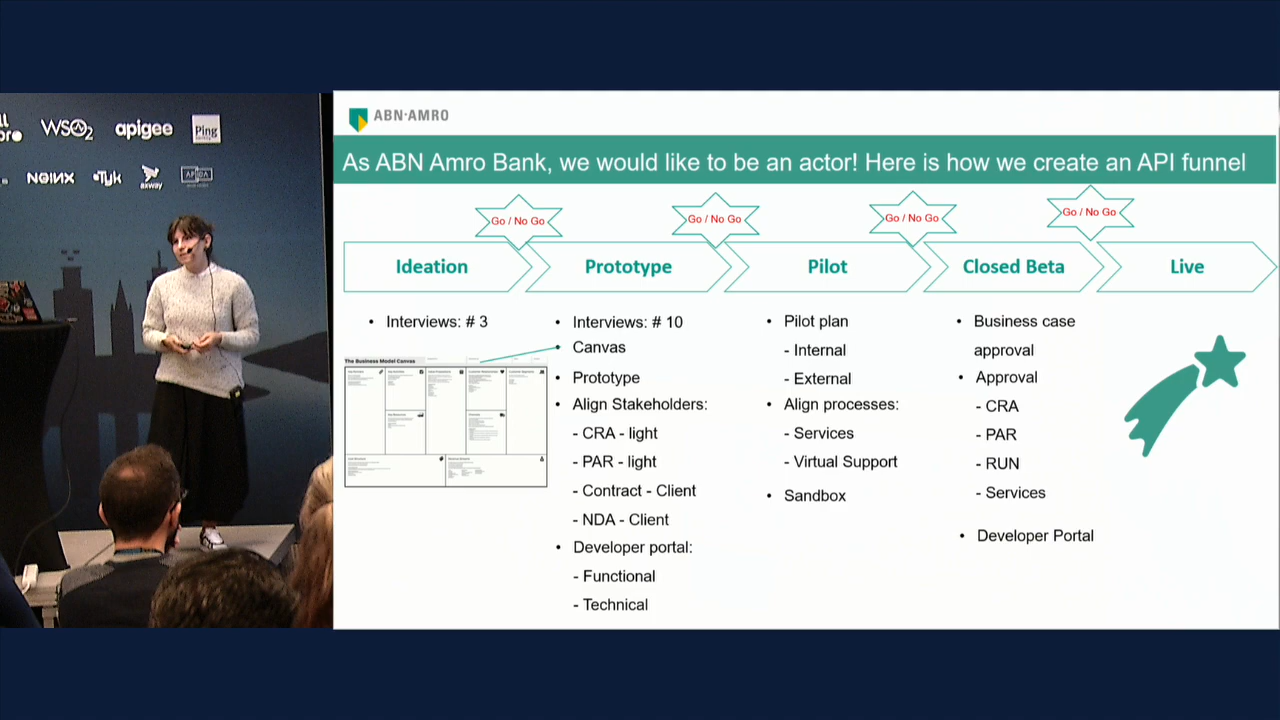 WSO2
apigee
Ping
NGINX
Tyk
axway
ABN·AMRO
As ABN Amro Bank, we would like to be an actor! Here is how we create an API funnel
Go / No Go
Go / No Go
Go / No Go
Go / No Go
Ideation
Prototype
Pilot
Closed Beta
Live
• Interviews: # 3
The Business Model Canvas
• Interviews: # 10
• Canvas
• Prototype
• Align Stakeholders:
- CRA - light
- PAR - light
- Contract - Client
- NDA - Client
• Developer portal:
- Functional
- Technical
• Pilot plan
- Internal
- External
• Align processes:
- Services
- Virtual Support
• Sandbox
• Business case
approval
• Approval
- CRA
- PAR
- RUN
- Services
• Developer Portal